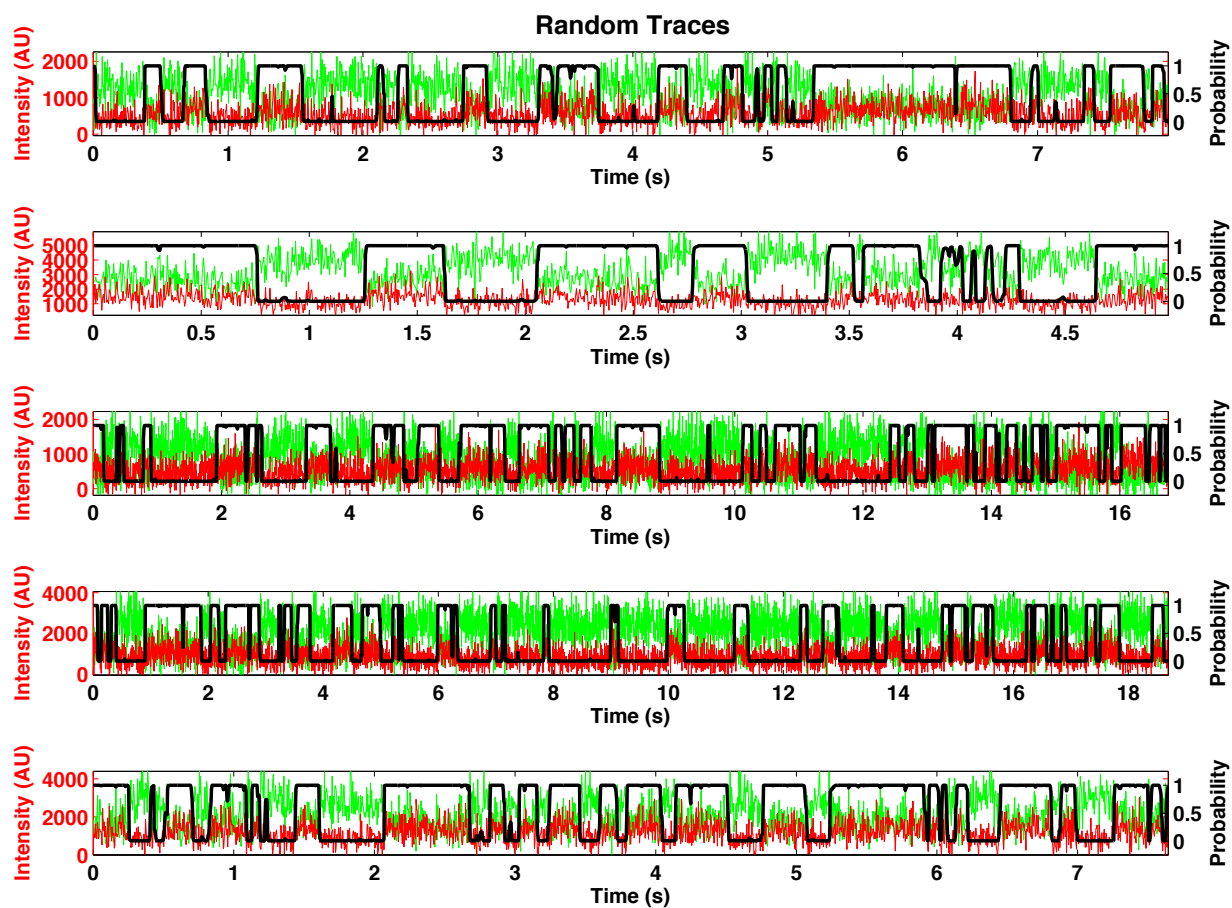 Random Traces
Intensity (AU)
2000
1000
0
1
0.5
0
Probability
0 1 2 3 4 5 6 7
Time (s)
Intensity (AU)
5000
4000
3000
2000
1000
1
0.5
0
Probability
0 0.5 1 1.5 2 2.5 3 3.5 4 4.5
Time (s)
Intensity (AU)
2000
1000
0
1
0.5
0
Probability
0 2 4 6 8 10 12 14 16
Time (s)
Intensity (AU)
4000
2000
0
1
0.5
0
Probability
0 2 4 6 8 10 12 14 16 18
Time (s)
Intensity (AU)
4000
2000
0
1
0.5
0
Probability
0 1 2 3 4 5 6 7
Time (s)